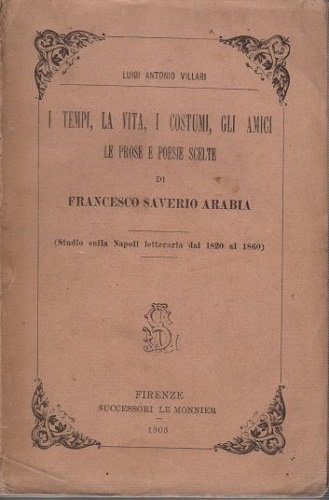 LUIGI ANTONIO VILLARI
I TEMPI, LA VITA, I COSTUMI, GLI AMICI
LE PROSE E POESIE SCELTE
DI
FRANCESCO SAVERIO ARABIA
(Studio sulla Napoli letteraria dal 1820 al 1860)
FIRENZE
SUCCESSORI LE MONNIER
1903